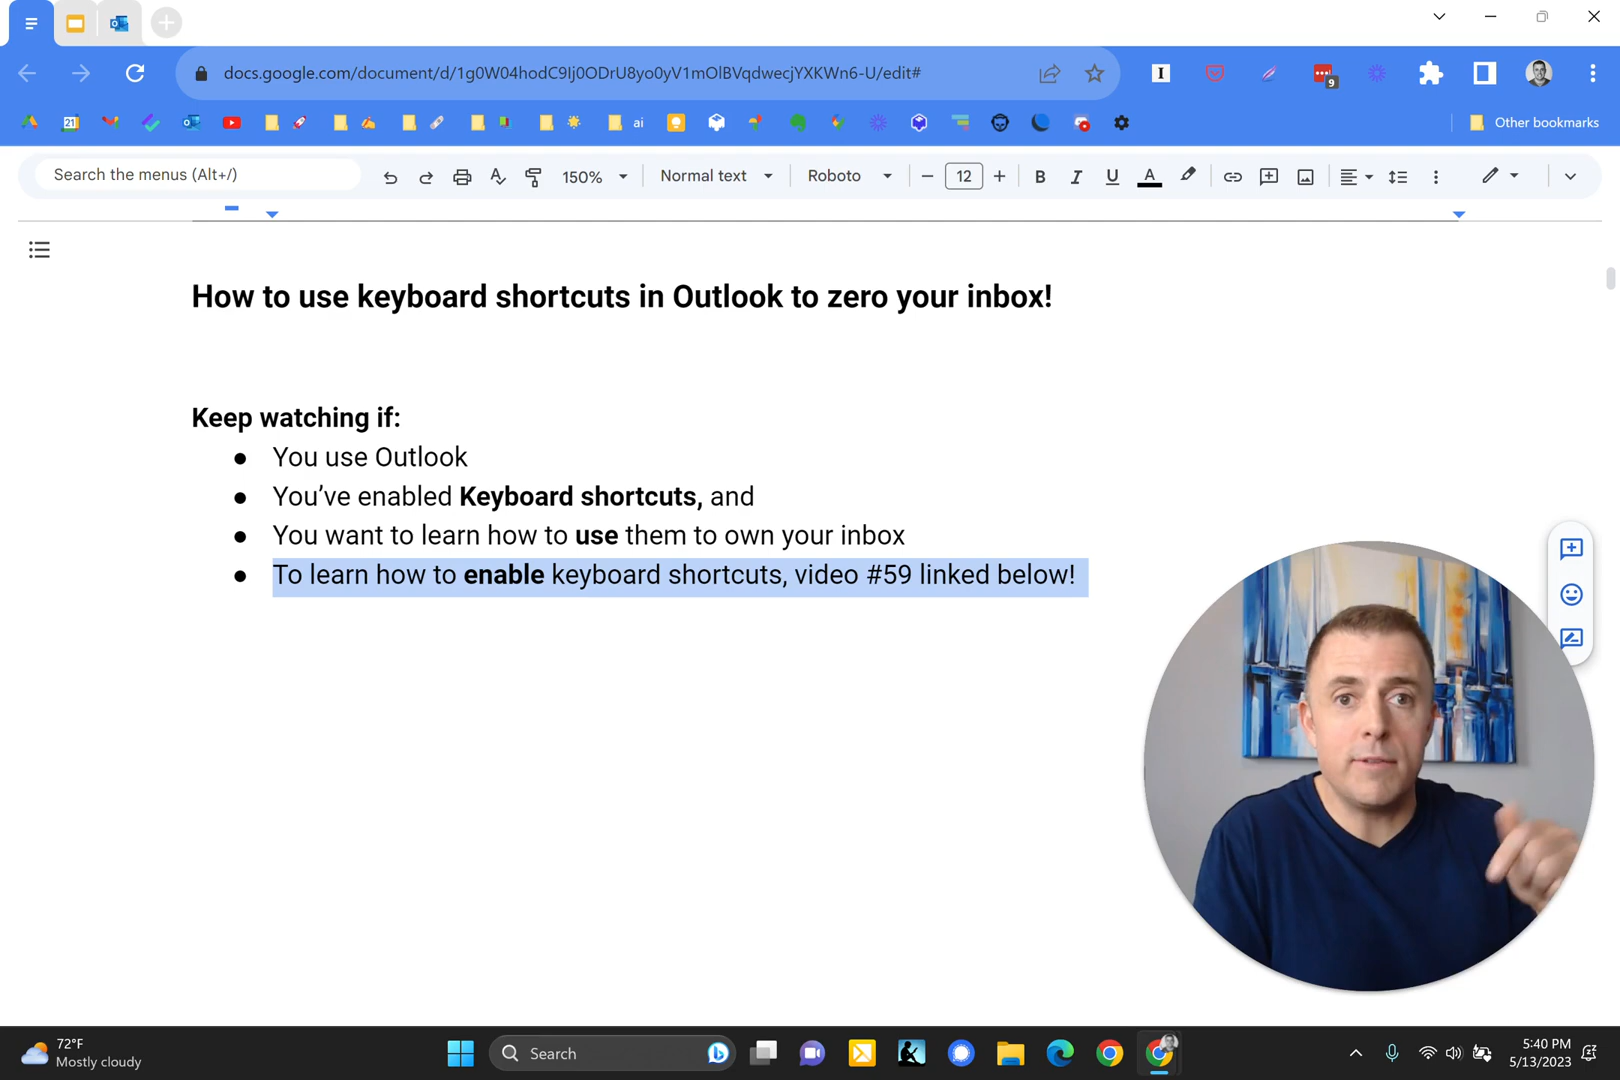 docs.google.com/document/d/1g0W04hodC9Ij0ODrU8yo0yV1mOlBVqdwecjYXKWn6-U/edit#
9
21
ai
Other bookmarks
Search the menus (Alt+/)
150%
Normal text
Roboto
12
B
I
U
A
How to use keyboard shortcuts in Outlook to zero your inbox!
Keep watching if:
● You use Outlook
● You’ve enabled Keyboard shortcuts, and
● You want to learn how to use them to own your inbox
● To learn how to enable keyboard shortcuts, video #59 linked below!
72°F
Mostly cloudy
Search
5:40 PM
5/13/2023